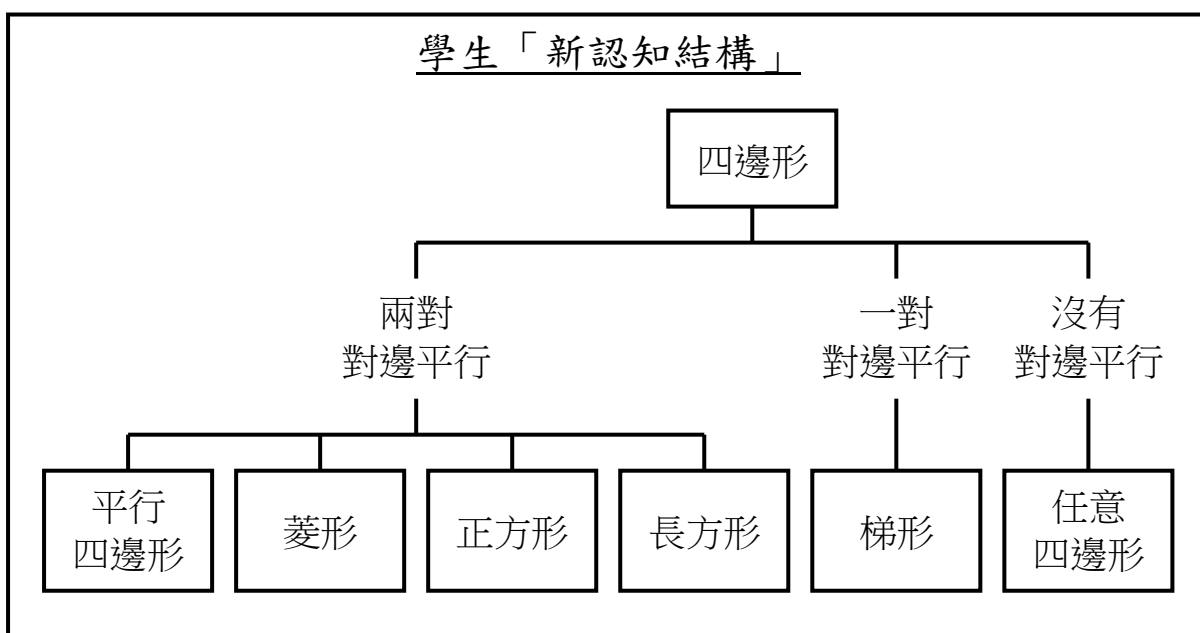 學生「新認知結構」
四邊形
兩對
對邊平行
一對
對邊平行
沒有
對邊平行
平行
四邊形
菱形
正方形
長方形
梯形
任意
四邊形